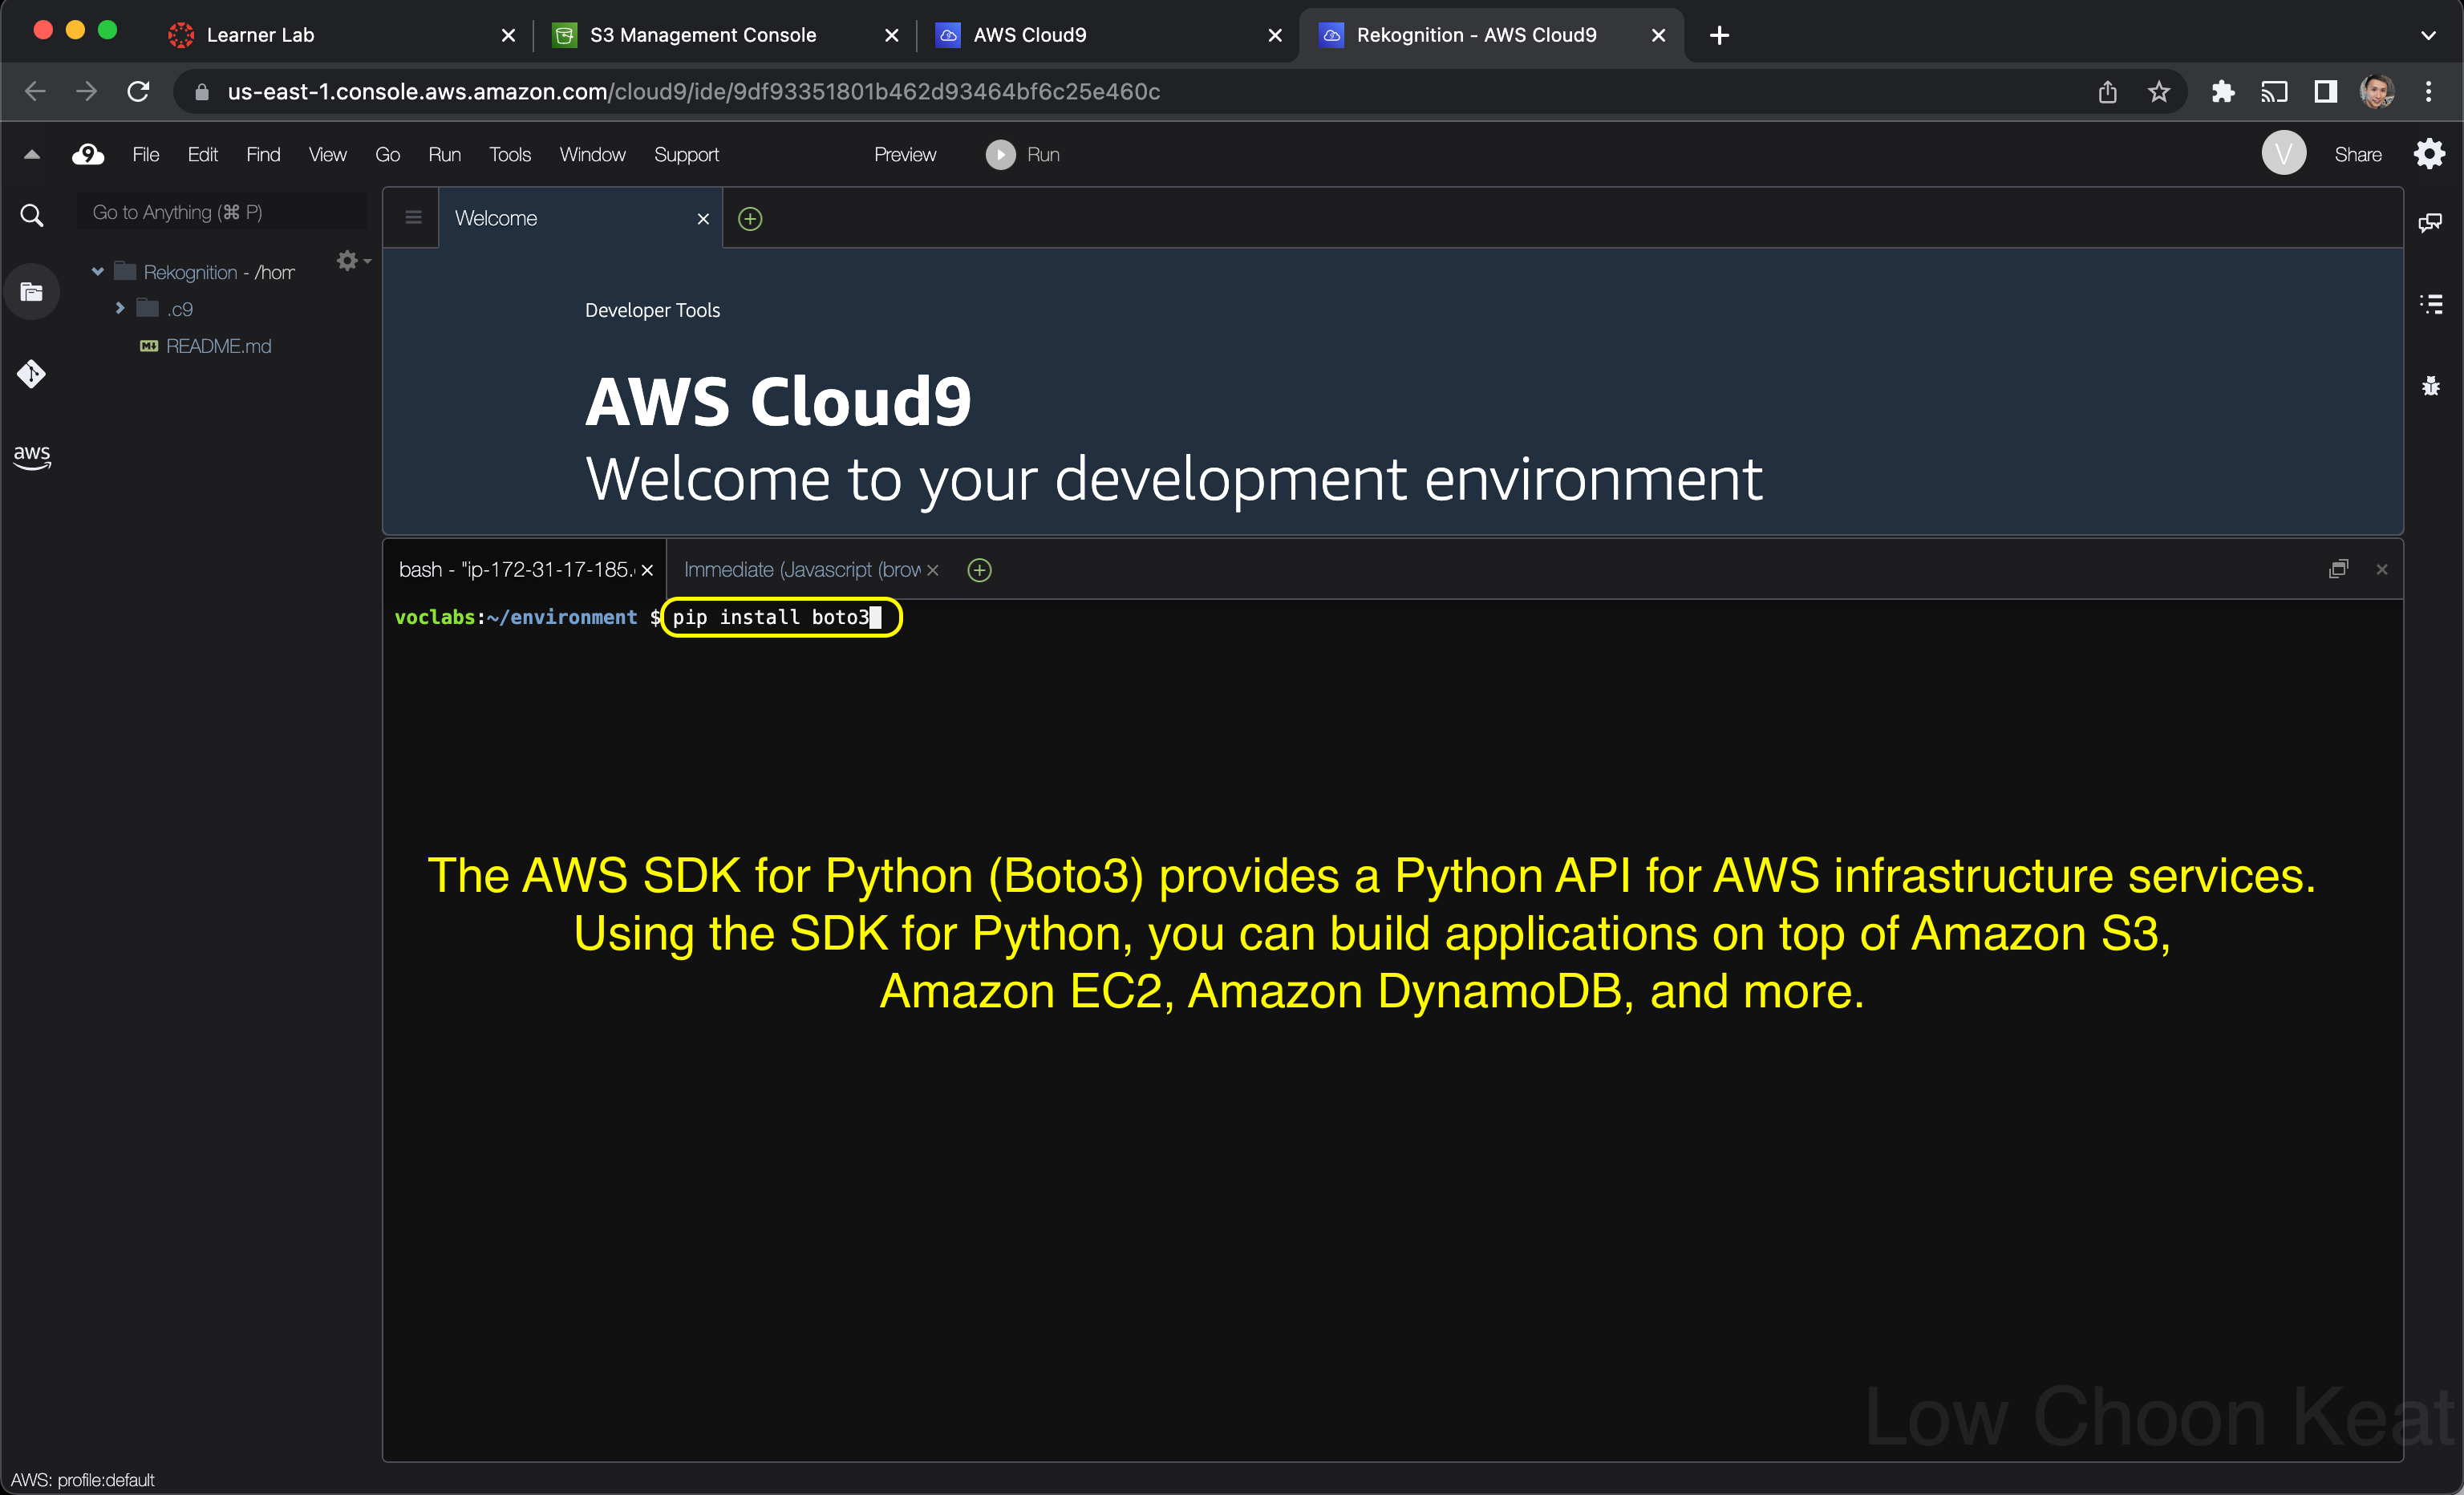 Learner Lab
S3 Management Console
AWS Cloud9
Rekognition - AWS Cloud9
us-east-1.console.aws.amazon.com/cloud9/ide/9df93351801b462d93464bf6c25e460c
File Edit Find View Go Run Tools Window Support Preview Run
V Share
Go to Anything (⌘ P)
Rekognition - /hom
.c9
README.md
aws
Welcome
Developer Tools
AWS Cloud9
Welcome to your development environment
bash - "ip-172-31-17-185.
Immediate (Javascript (brow
voclabs:~/environment $ pip install boto3
The AWS SDK for Python (Boto3) provides a Python API for AWS infrastructure services.
Using the SDK for Python, you can build applications on top of Amazon S3,
Amazon EC2, Amazon DynamoDB, and more.
Low Choon Keat
AWS: profile:default